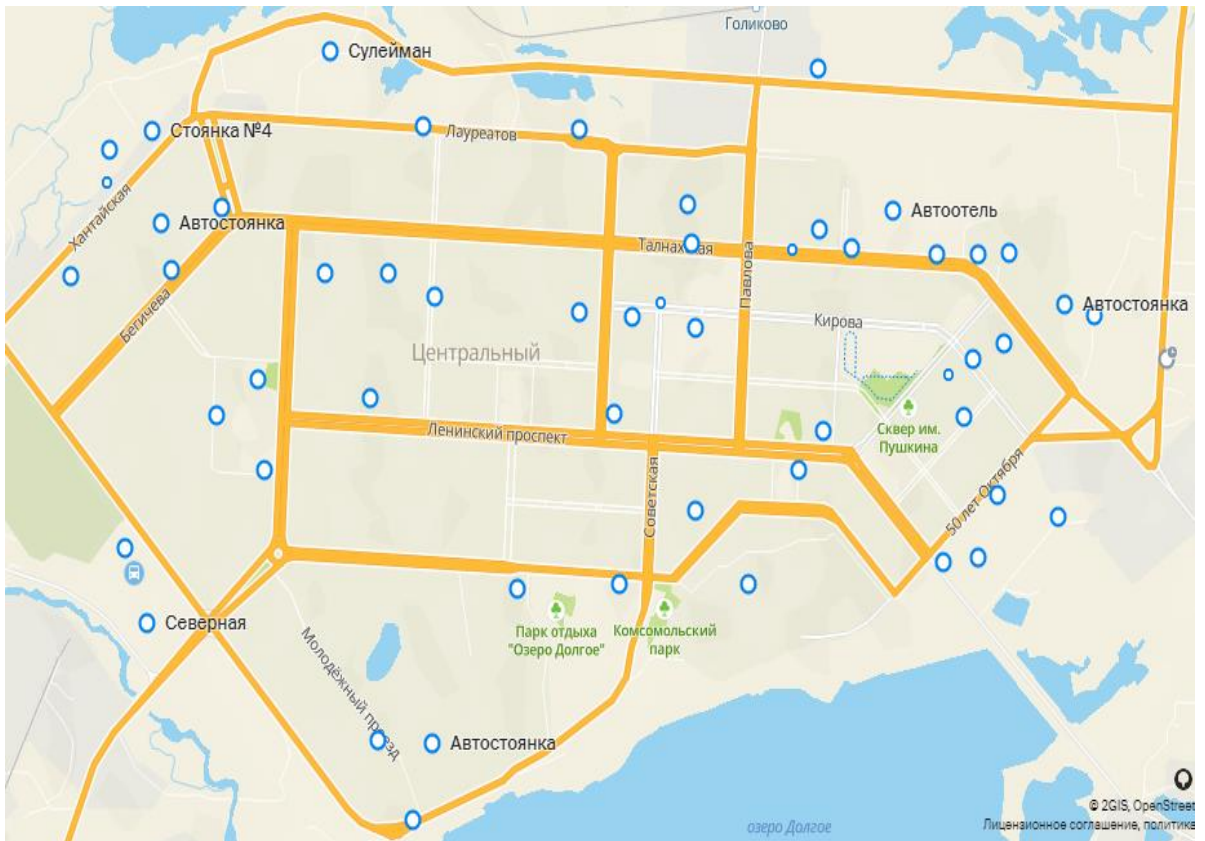 Голиково
Сулейман
Стоянка №4
Лауреатов
Хантайская
Автостоянка
Автоотель
Талнахская
Павлова
Бегичева
Автостоянка
Кирова
Центральный
Ленинский проспект
Сквер им.
Пушкина
Советская
50 лет Октября
Северная
Парк отдыха
"Озеро Долгое"
Комсомольский
парк
Молодёжный проезд
Автостоянка
озеро Долгое
© 2GIS, OpenStreet
Лицензионное соглашение, политика